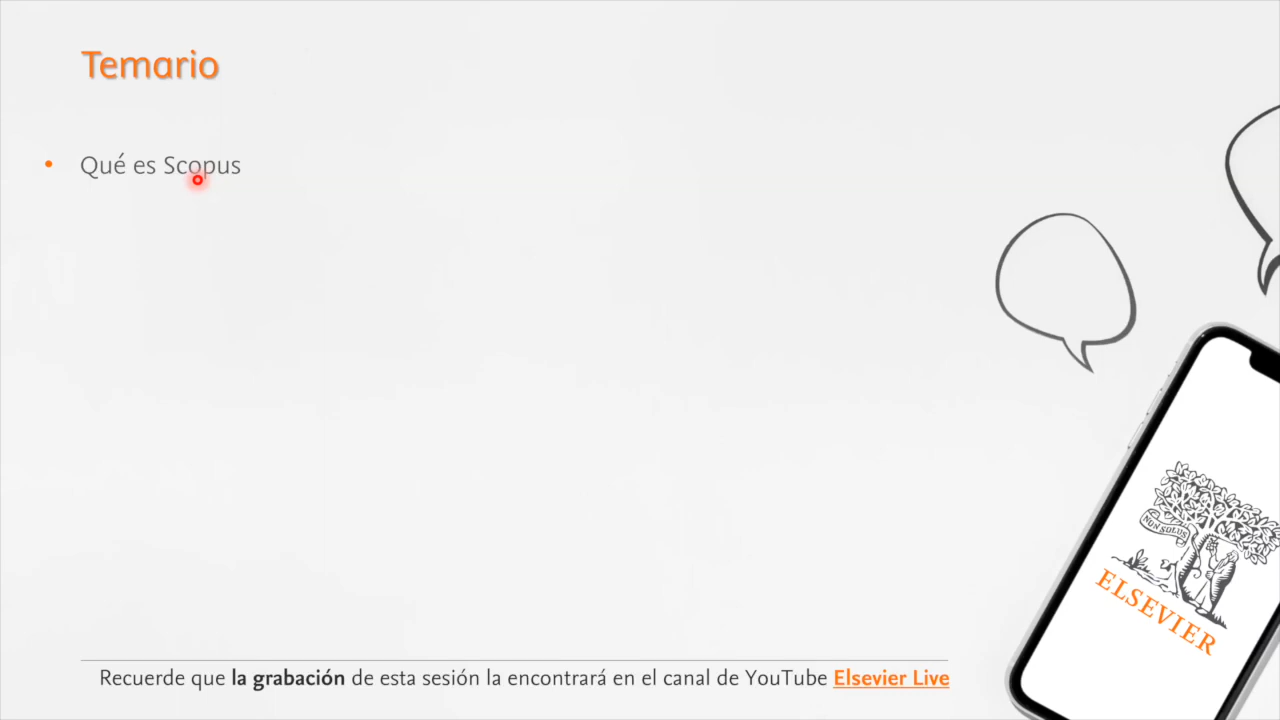 Temario
• Qué es Scopus
NON SOLUS
ELSEVIER
Recuerde que la grabación de esta sesión la encontrará en el canal de YouTube Elsevier Live